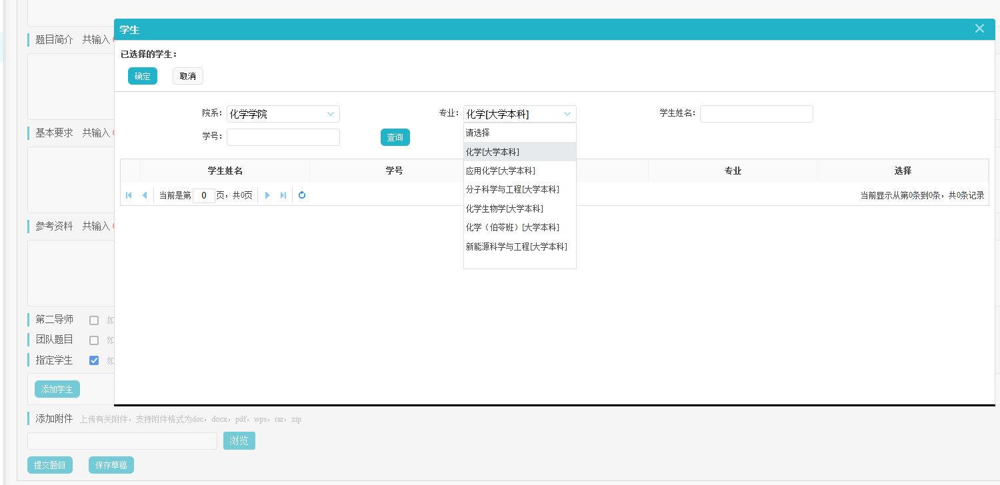 学生
已选择的学生：
确定 取消
院系： 化学学院 专业： 化学[大学本科] 学生姓名：
学号： 查询
请选择
化学[大学本科]
应用化学[大学本科]
分子科学与工程[大学本科]
化学生物学[大学本科]
化学（伯苓班）[大学本科]
新能源科学与工程[大学本科]
学生姓名 学号 专业 选择
当前是第 0 页，共0页 当前显示从第0条到0条，共0条记录
题目简介 共输入
基本要求 共输入
参考资料 共输入
第二导师 如
团队题目 如
指定学生 如
添加学生
添加附件 上传有关附件，支持附件格式为doc，docx，pdf，wps，rar，zip
浏览
提交题目 保存草稿